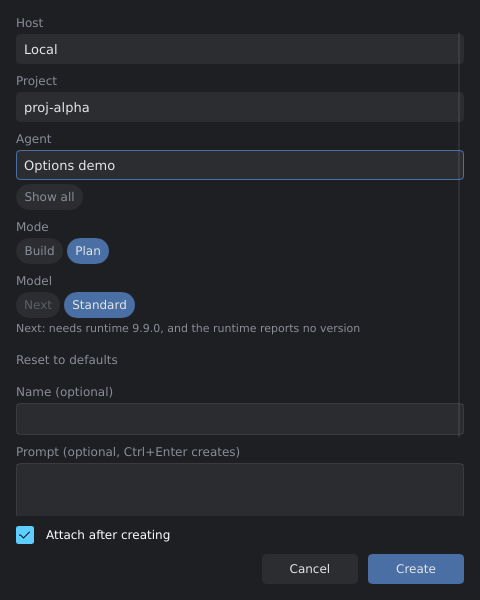 Host
Local
Project
proj-alpha
Agent
Options demo
Show all
Mode
Build Plan
Model
Next Standard
Next: needs runtime 9.9.0, and the runtime reports no version
Reset to defaults
Name (optional)
Prompt (optional, Ctrl+Enter creates)
Attach after creating
Cancel Create